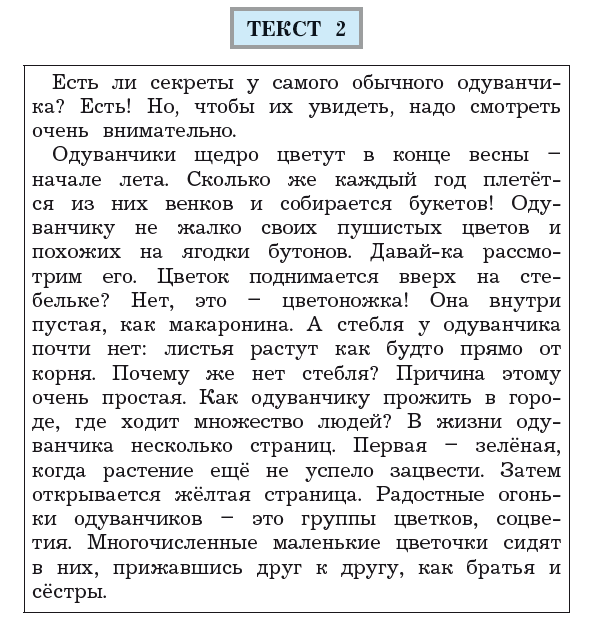 ТЕКСТ 2
Есть ли секреты у самого обычного одуванчи-
ка? Есть! Но, чтобы их увидеть, надо смотреть
очень внимательно.
Одуванчики щедро цветут в конце весны –
начале лета. Сколько же каждый год плетёт-
ся из них венков и собирается букетов! Оду-
ванчику не жалко своих пушистых цветов и
похожих на ягодки бутонов. Давай-ка рассмо-
трим его. Цветок поднимается вверх на сте-
бельке? Нет, это – цветоножка! Она внутри
пустая, как макаронина. А стебля у одуванчика
почти нет: листья растут как будто прямо от
корня. Почему же нет стебля? Причина этому
очень простая. Как одуванчику прожить в горо-
де, где ходит множество людей? В жизни оду-
ванчика несколько страниц. Первая – зелёная,
когда растение ещё не успело зацвести. Затем
открывается жёлтая страница. Радостные огонь-
ки одуванчиков – это группы цветков, соцве-
тия. Многочисленные маленькие цветочки сидят
в них, прижавшись друг к другу, как братья и
сёстры.